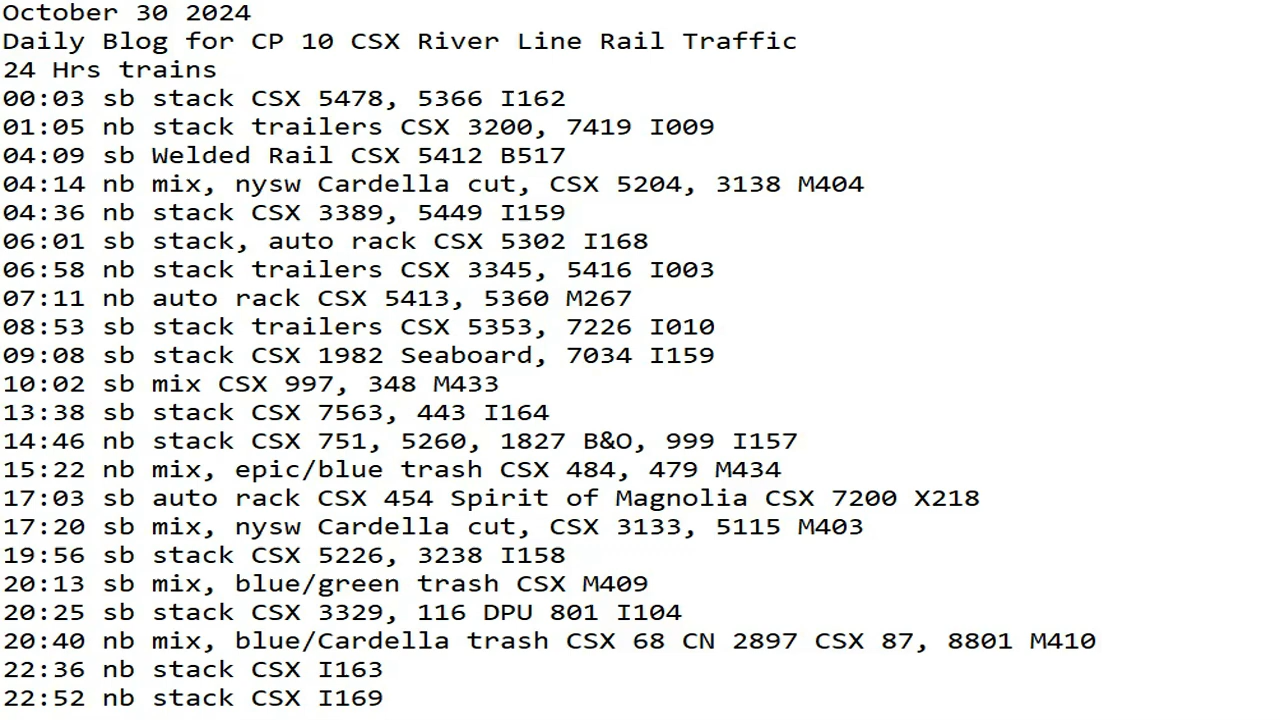 October 30 2024
Daily Blog for CP 10 CSX River Line Rail Traffic
24 Hrs trains
00:03 sb stack CSX 5478, 5366 I162
01:05 nb stack trailers CSX 3200, 7419 I009
04:09 sb Welded Rail CSX 5412 B517
04:14 nb mix, nysw Cardella cut, CSX 5204, 3138 M404
04:36 nb stack CSX 3389, 5449 I159
06:01 sb stack, auto rack CSX 5302 I168
06:58 nb stack trailers CSX 3345, 5416 I003
07:11 nb auto rack CSX 5413, 5360 M267
08:53 sb stack trailers CSX 5353, 7226 I010
09:08 sb stack CSX 1982 Seaboard, 7034 I159
10:02 sb mix CSX 997, 348 M433
13:38 sb stack CSX 7563, 443 I164
14:46 nb stack CSX 751, 5260, 1827 B&O, 999 I157
15:22 nb mix, epic/blue trash CSX 484, 479 M434
17:03 sb auto rack CSX 454 Spirit of Magnolia CSX 7200 X218
17:20 sb mix, nysw Cardella cut, CSX 3133, 5115 M403
19:56 sb stack CSX 5226, 3238 I158
20:13 sb mix, blue/green trash CSX M409
20:25 sb stack CSX 3329, 116 DPU 801 I104
20:40 nb mix, blue/Cardella trash CSX 68 CN 2897 CSX 87, 8801 M410
22:36 nb stack CSX I163
22:52 nb stack CSX I169